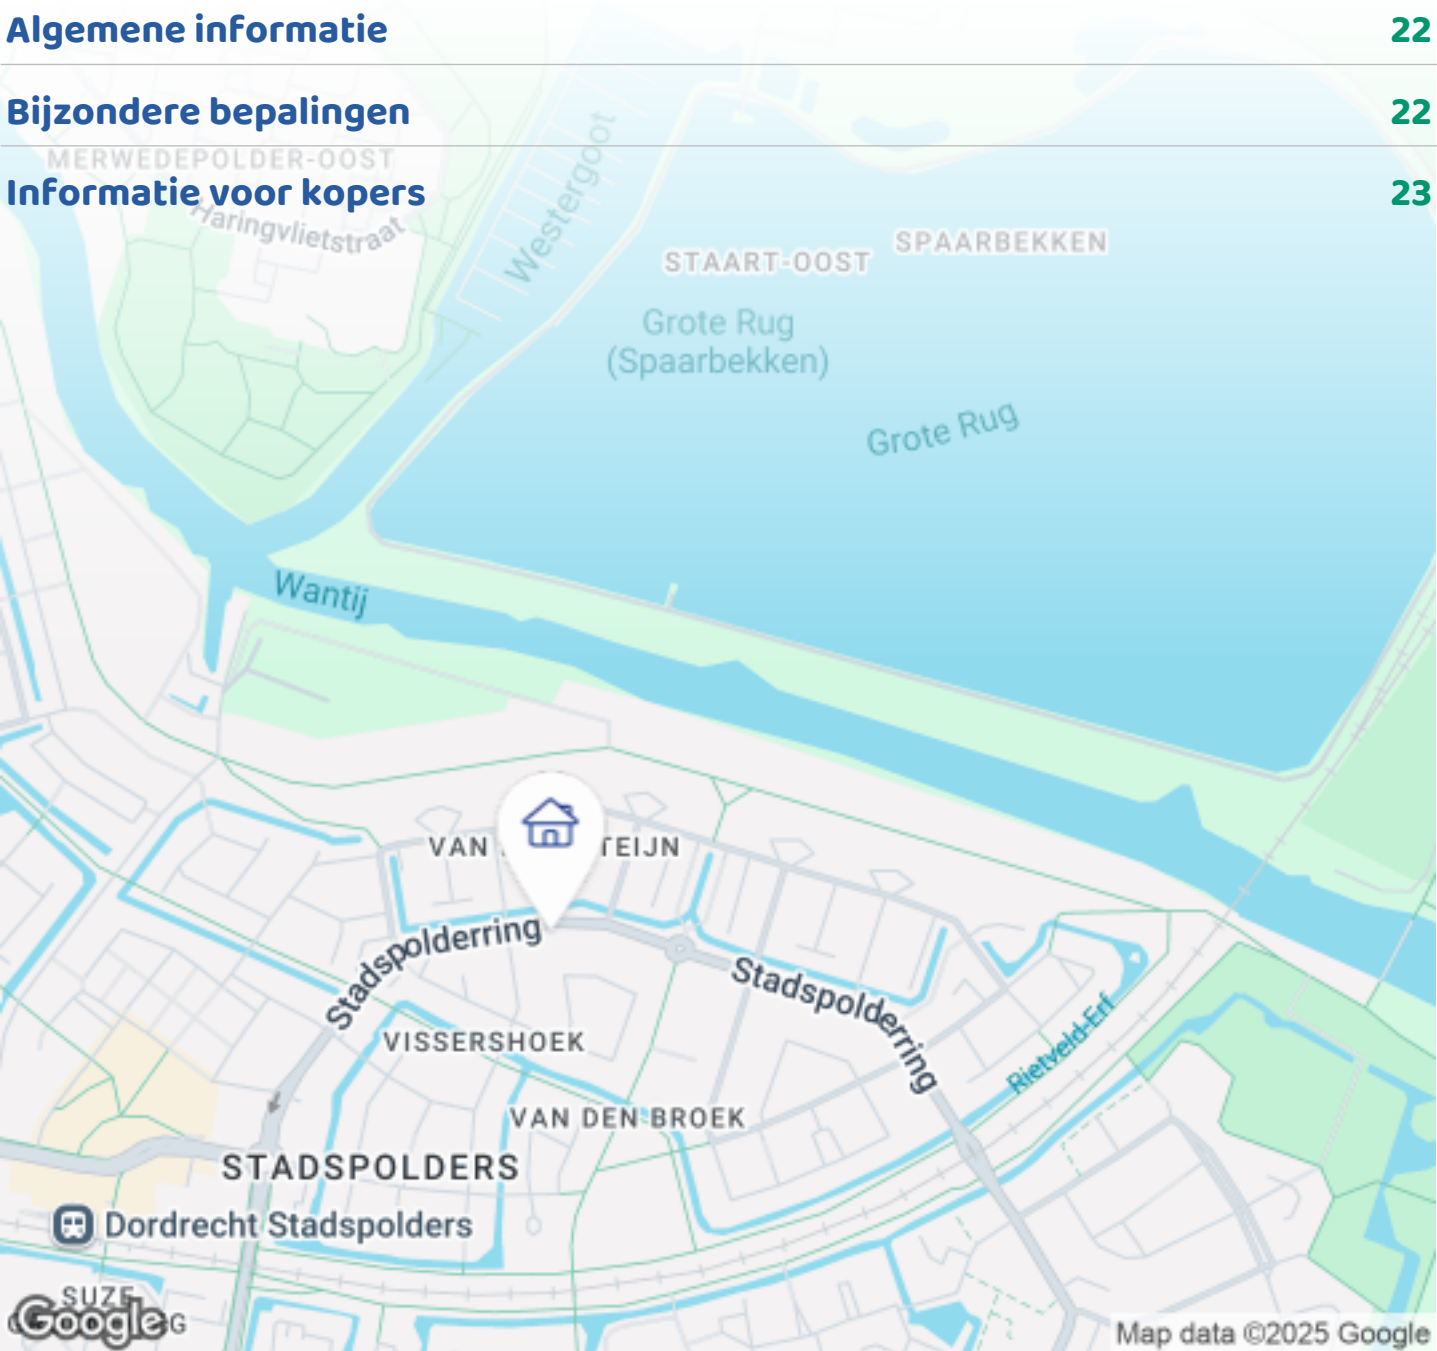 Algemene informatie 22
Bijzondere bepalingen 22
MERWEDEPOLDER-OOST
Informatie voor kopers 23
Haringvlietstraat
Westergoot
STAART-OOST
SPAARBEKKEN
Grote Rug
(Spaarbekken)
Grote Rug
Wantij
VAN TEIJN
Stadspolderring
Stadspolderring
VISSERSHOEK
Rietveld-Erf
VAN DEN BROEK
STADSPOLDERS
Dordrecht Stadspolders
SUZE
Google
Map data ©2025 Google